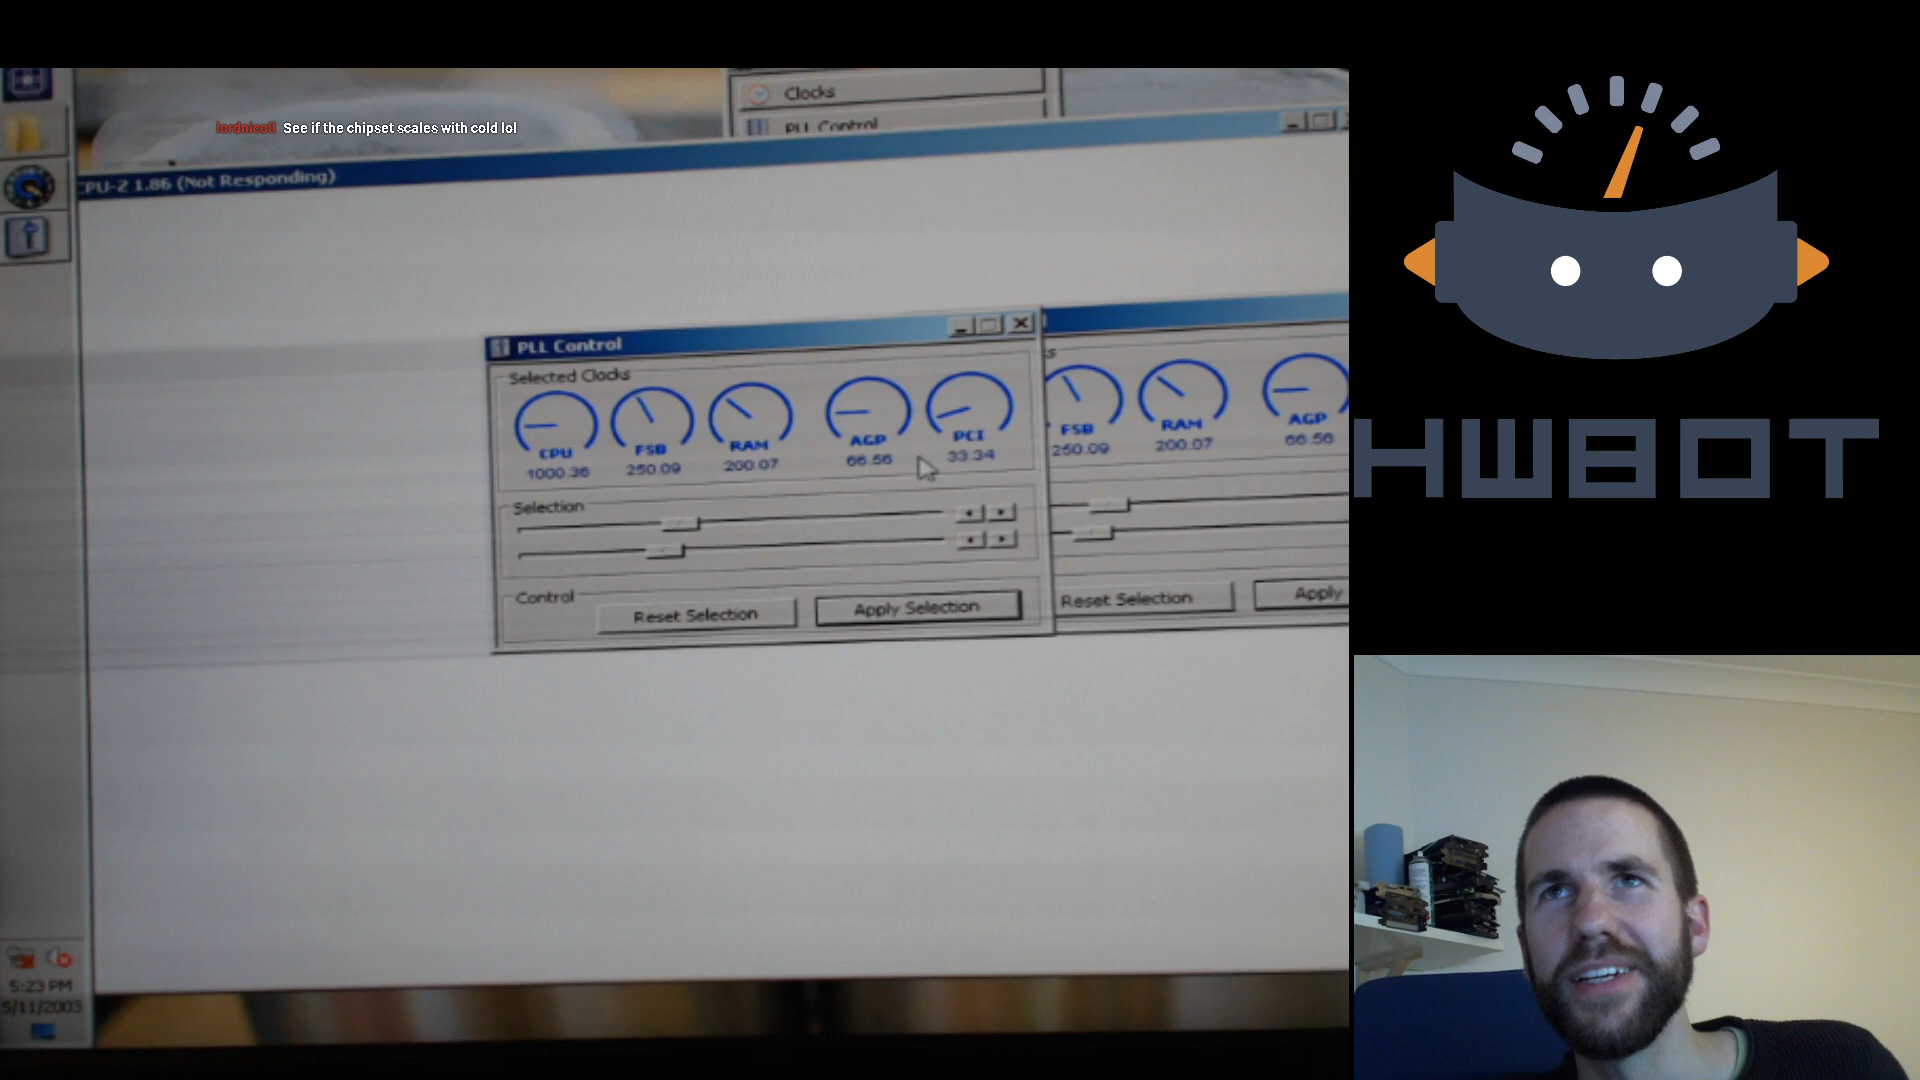 Clocks
PLL Control
lordnicoll See if the chipset scales with cold lol
CPU-Z 1.86 (Not Responding)
PLL Control
Selected Clocks
CPU FSB RAM AGP PCI
1000.36 250.09 200.07 66.56 33.34
FSB RAM AGP
250.09 200.07 66.56
Selection
Control
Reset Selection Apply Selection
Reset Selection Apply
5:23 PM
5/11/2003
HWBOT